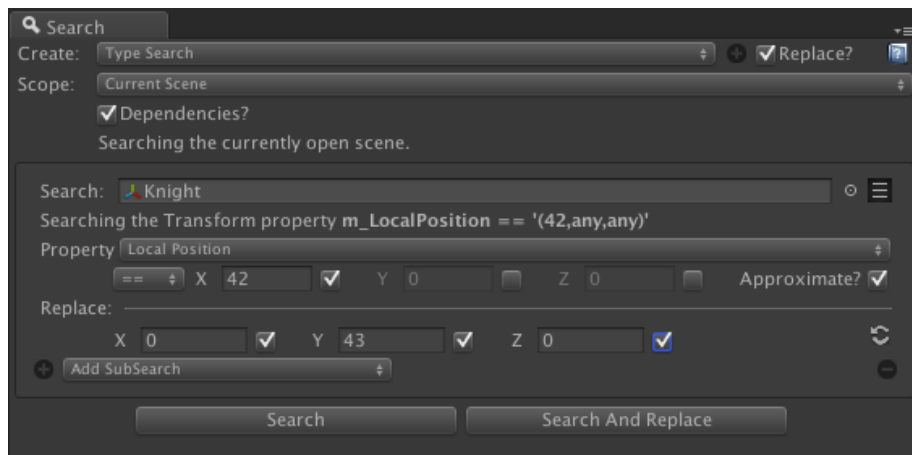 Search
Create: Type Search Replace? ?
Scope: Current Scene
Dependencies?
Searching the currently open scene.
Search: Knight
Searching the Transform property m_LocalPosition == '(42,any,any)'
Property Local Position
== X 42 Y 0 Z 0 Approximate?
Replace:
X 0 Y 43 Z 0
Add SubSearch
Search Search And Replace